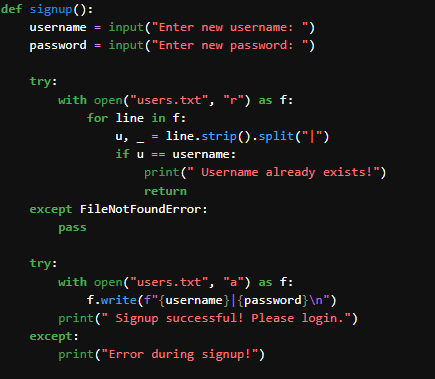 def signup():
    username = input("Enter new username: ")
    password = input("Enter new password: ")

    try:
        with open("users.txt", "r") as f:
            for line in f:
                u, _ = line.strip().split("|")
                if u == username:
                    print(" Username already exists!")
                    return
    except FileNotFoundError:
        pass

    try:
        with open("users.txt", "a") as f:
            f.write(f"{username}|{password}\n")
        print(" Signup successful! Please login.")
    except:
        print("Error during signup!")